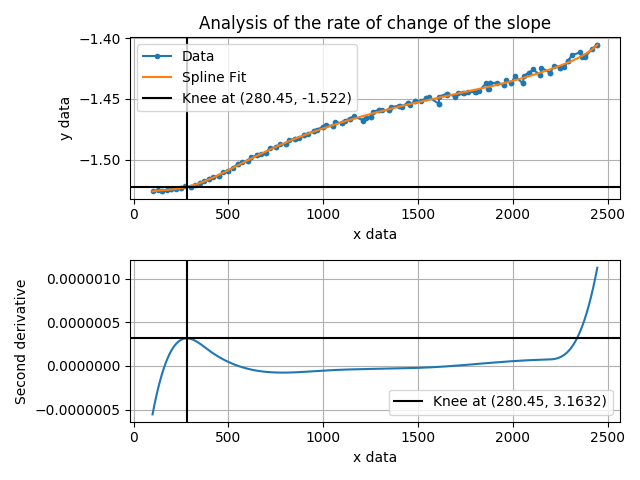 Analysis of the rate of change of the slope
−1.40
−1.45
−1.50
y data
Data
Spline Fit
Knee at (280.45, -1.522)
0
500
1000
1500
2000
2500
x data
0.0000010
0.0000005
0.0000000
−0.0000005
Second derivative
Knee at (280.45, 3.1632)
0
500
1000
1500
2000
2500
x data